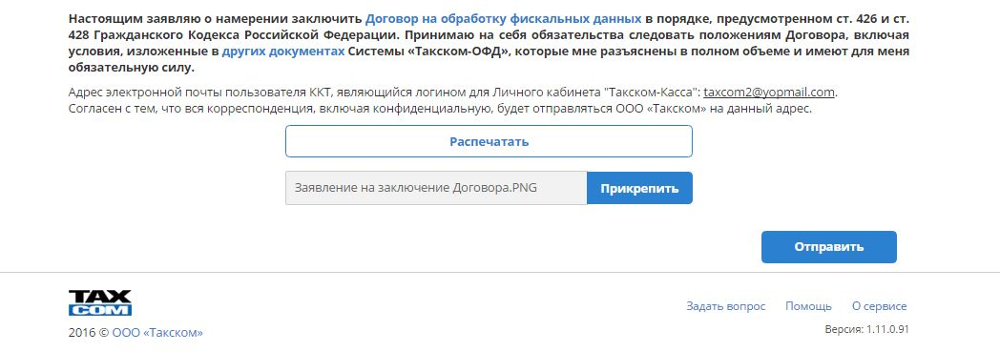 Настоящим заявляю о намерении заключить Договор на обработку фискальных данных в порядке, предусмотренном ст. 426 и ст.
428 Гражданского Кодекса Российской Федерации. Принимаю на себя обязательства следовать положениям Договора, включая
условия, изложенные в других документах Системы «Такском-ОФД», которые мне разъяснены в полном объеме и имеют для меня
обязательную силу.
Адрес электронной почты пользователя ККТ, являющийся логином для Личного кабинета "Такском-Касса": taxcom2@yopmail.com.
Согласен с тем, что вся корреспонденция, включая конфиденциальную, будет отправляться ООО «Такском» на данный адрес.
Распечатать
Заявление на заключение Договора.PNG
Прикрепить
Отправить
TAX
COM
Задать вопрос Помощь О сервисе
2016 © ООО «Такском»
Версия: 1.11.0.91